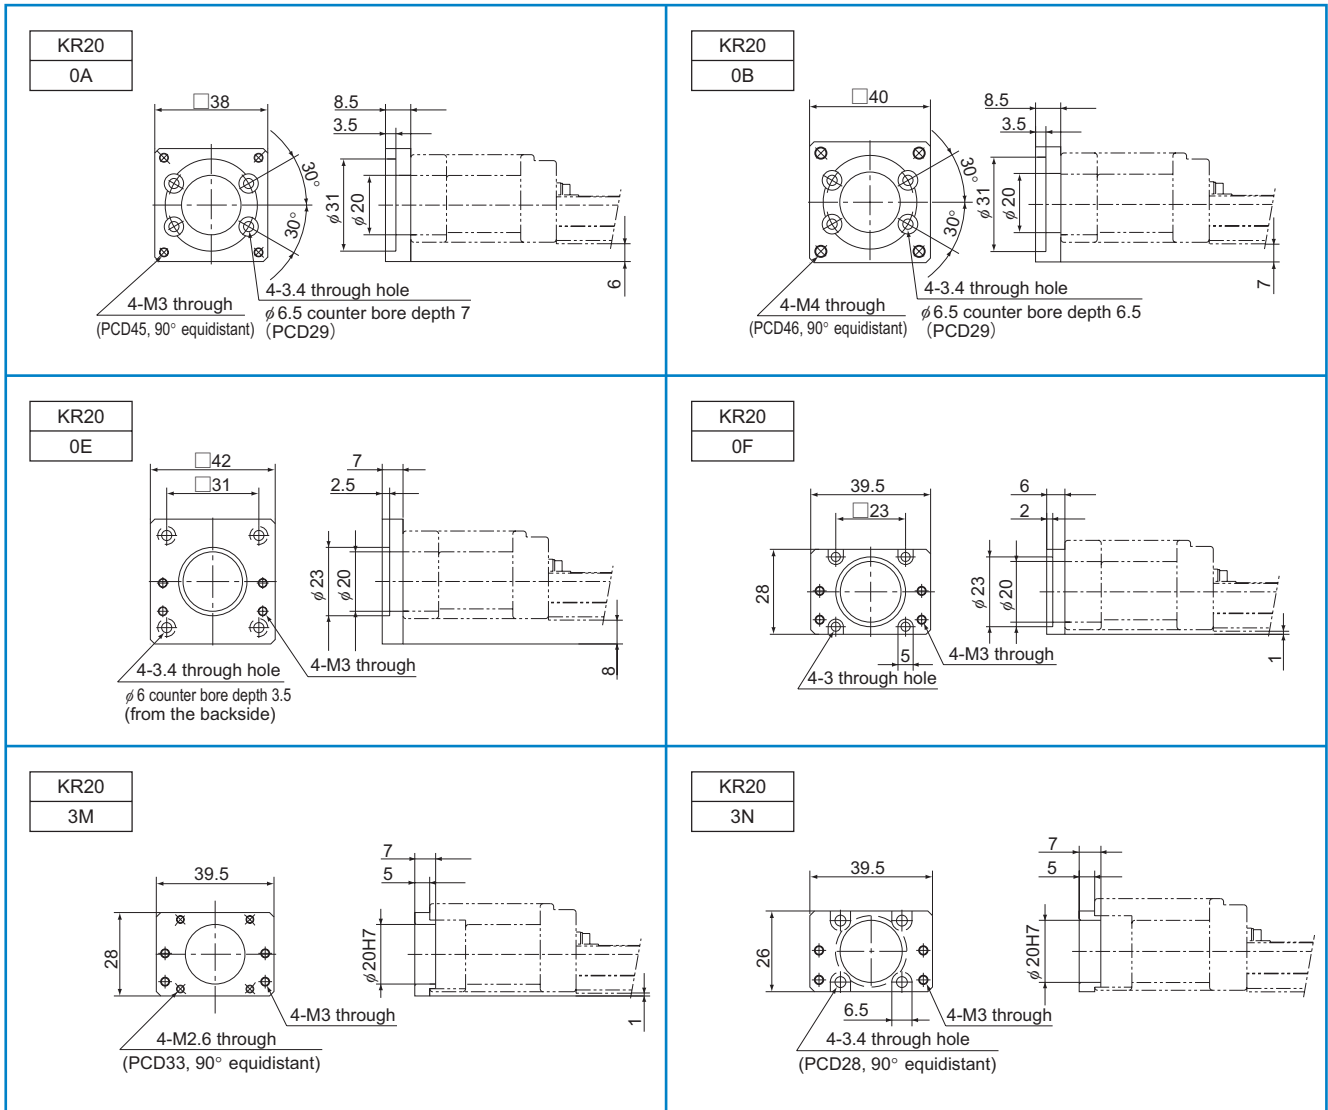 KR20
0A
□38
8.5
3.5
30°
30°
φ31
φ20
6
4-M3 through
(PCD45, 90° equidistant)
4-3.4 through hole
φ6.5 counter bore depth 7
(PCD29)
KR20
0B
□40
8.5
3.5
30°
30°
φ31
φ20
7
4-M4 through
(PCD46, 90° equidistant)
4-3.4 through hole
φ6.5 counter bore depth 6.5
(PCD29)
KR20
0E
□42
□31
7
2.5
φ23
φ20
8
4-M3 through
4-3.4 through hole
φ6 counter bore depth 3.5
(from the backside)
KR20
0F
39.5
□23
6
2
28
φ23
φ20
5
1
4-M3 through
4-3 through hole
KR20
3M
39.5
7
5
28
φ20H7
1
4-M3 through
4-M2.6 through
(PCD33, 90° equidistant)
KR20
3N
39.5
7
5
26
φ20H7
6.5
4-M3 through
4-3.4 through hole
(PCD28, 90° equidistant)